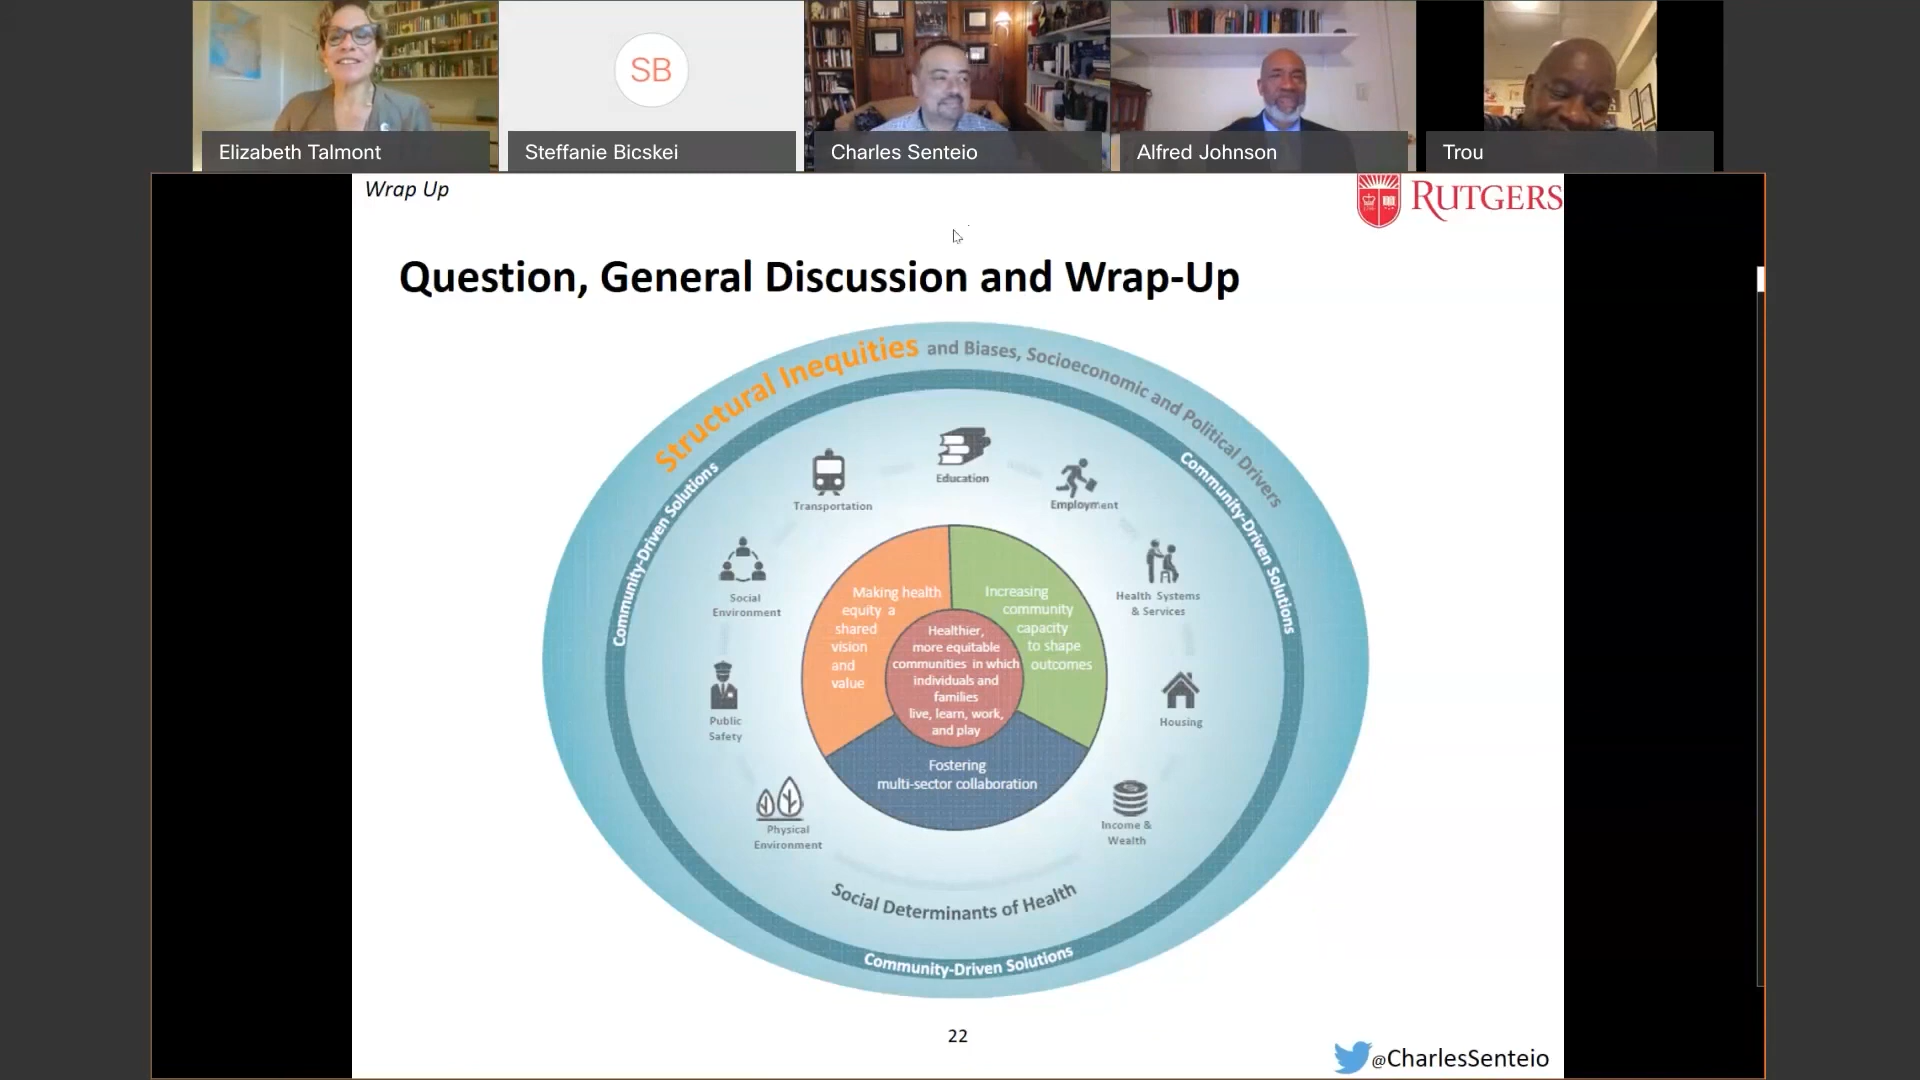 SB
Elizabeth Talmont
Steffanie Bicskei
Charles Senteio
Alfred Johnson
Trou
Wrap Up
RUTGERS
Question, General Discussion and Wrap-Up
Structural Inequities and Biases, Socioeconomic and Political Drivers
Community-Driven Solutions
Community-Driven Solutions
Education
Transportation
Employment
Social
Environment
Health Systems
& Services
Public
Safety
Housing
Physical
Environment
Income &
Wealth
Making health
equity a
shared
vision
and
value
Increasing
community
capacity
to shape
outcomes
Healthier,
more equitable
communities in which
individuals and
families
live, learn, work,
and play
Fostering
multi-sector collaboration
Social Determinants of Health
Community-Driven Solutions
22
@CharlesSenteio